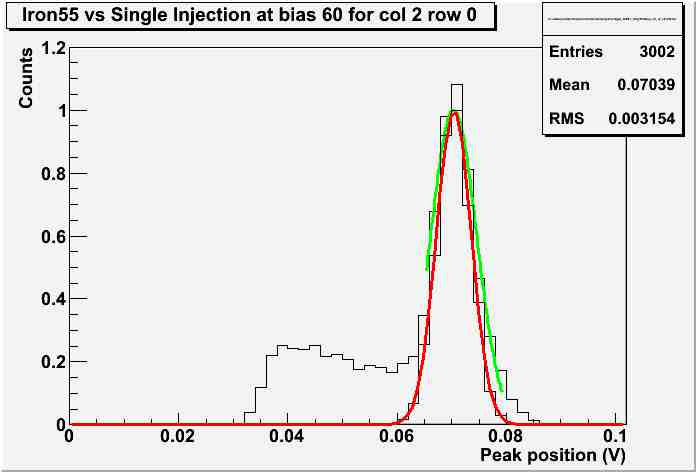 Iron55 vs Single Injection at bias 60 for col 2 row 0
Entries 3002
Mean 0.07039
RMS 0.003154
Counts
1.2
1
0.8
0.6
0.4
0.2
0
0 0.02 0.04 0.06 0.08 0.1
Peak position (V)